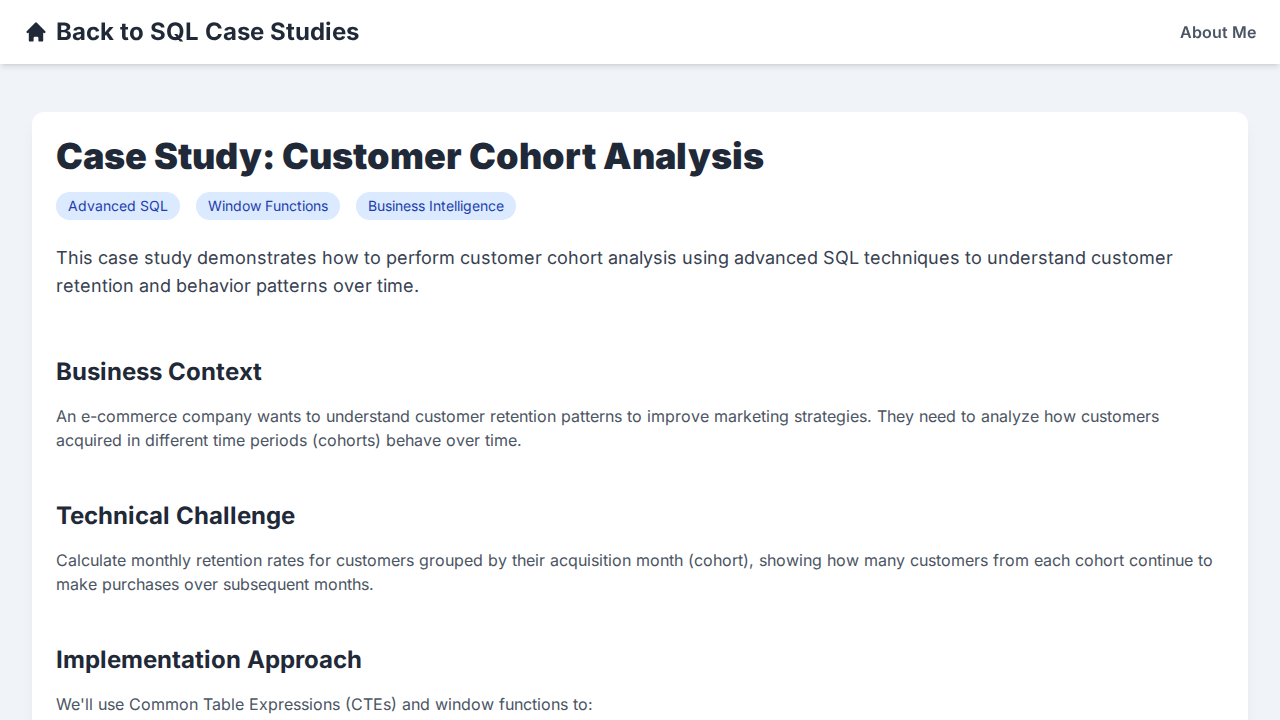 Back to SQL Case Studies
About Me
Case Study: Customer Cohort Analysis
Advanced SQL
Window Functions
Business Intelligence
This case study demonstrates how to perform customer cohort analysis using advanced SQL techniques to understand customer
retention and behavior patterns over time.
Business Context
An e-commerce company wants to understand customer retention patterns to improve marketing strategies. They need to analyze how customers
acquired in different time periods (cohorts) behave over time.
Technical Challenge
Calculate monthly retention rates for customers grouped by their acquisition month (cohort), showing how many customers from each cohort continue to
make purchases over subsequent months.
Implementation Approach
We'll use Common Table Expressions (CTEs) and window functions to: